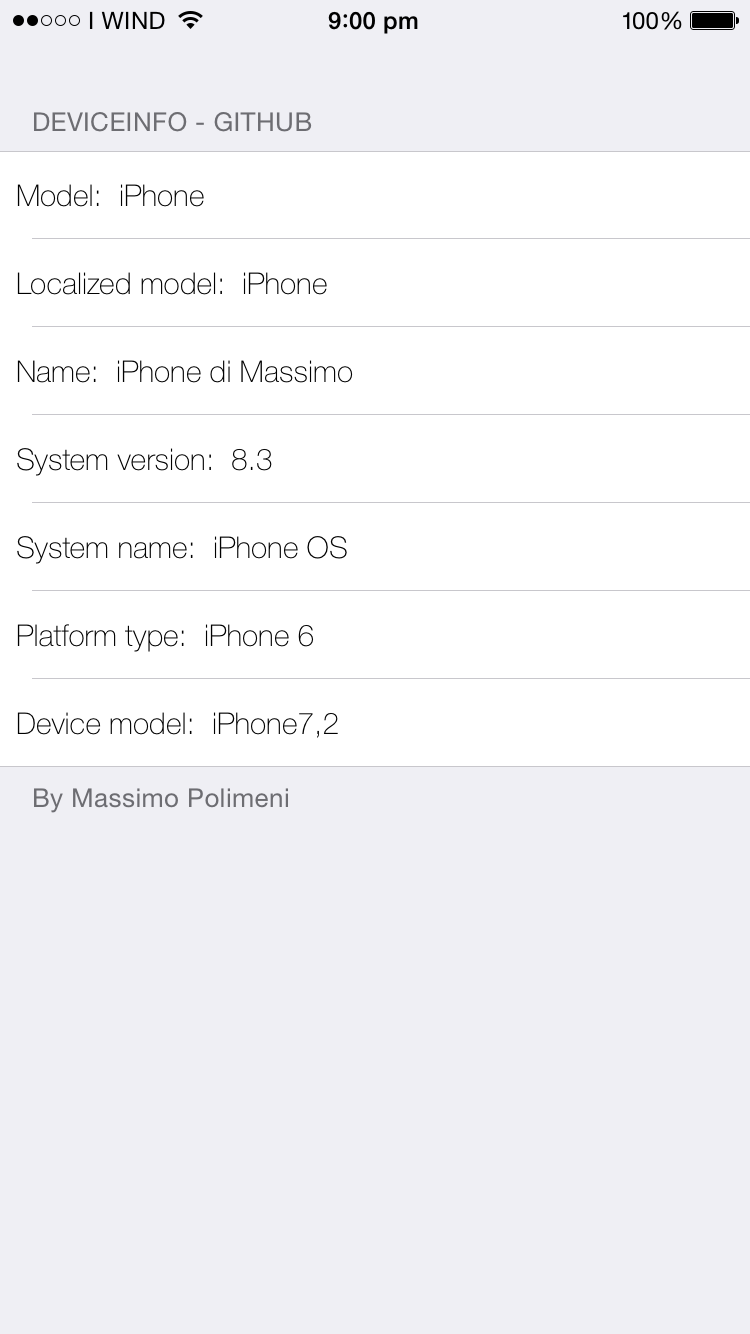 I WIND 9:00 pm 100%
DEVICEINFO - GITHUB
Model: iPhone
Localized model: iPhone
Name: iPhone di Massimo
System version: 8.3
System name: iPhone OS
Platform type: iPhone 6
Device model: iPhone7,2
By Massimo Polimeni